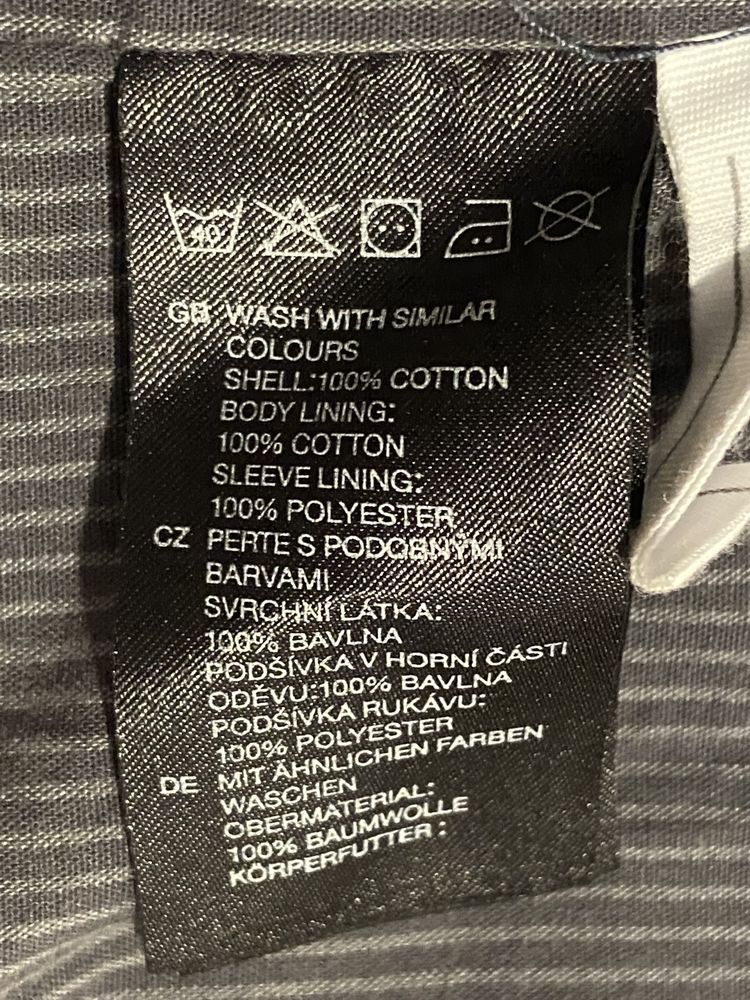 40
GB WASH WITH SIMILAR
COLOURS
SHELL:100% COTTON
BODY LINING:
100% COTTON
SLEEVE LINING:
100% POLYESTER
CZ PERTE S PODOBNÝMI
BARVAMI
SVRCHNÍ LÁTKA:
100% BAVLNA
PODŠÍVKA V HORNÍ ČÁSTI
ODĚVU:100% BAVLNA
PODŠÍVKA RUKÁVU:
100% POLYESTER
DE MIT ÄHNLICHEN FARBEN
WASCHEN
OBERMATERIAL:
100% BAUMWOLLE
KÖRPERFUTTER :